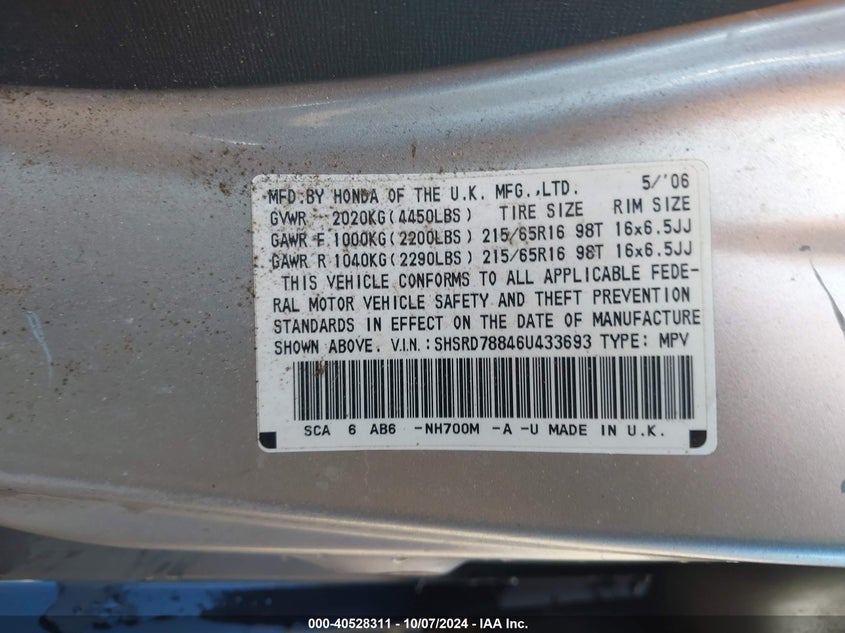 MFD.BY HONDA OF THE U.K. MFG.,LTD. 5/'06
GVWR 2020KG(4450LBS) TIRE SIZE RIM SIZE
GAWR F 1000KG(2200LBS) 215/65R16 98T 16x6.5JJ
GAWR R 1040KG(2290LBS) 215/65R16 98T 16x6.5JJ
THIS VEHICLE CONFORMS TO ALL APPLICABLE FEDE-
RAL MOTOR VEHICLE SAFETY AND THEFT PREVENTION
STANDARDS IN EFFECT ON THE DATE OF MANUFACTURE
SHOWN ABOVE. V.IN.:SHSRD78846U433693 TYPE: MPV
SCA 6 AB6 -NH700M -A -U MADE IN U.K.
000-40528311 - 10/07/2024 - IAA Inc.